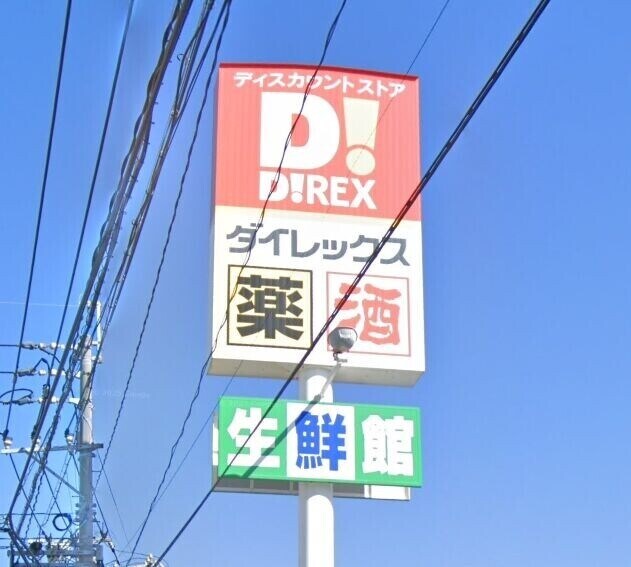 ディスカウントストア
D!
D!REX
ダイレックス
薬 酒
生鮮館